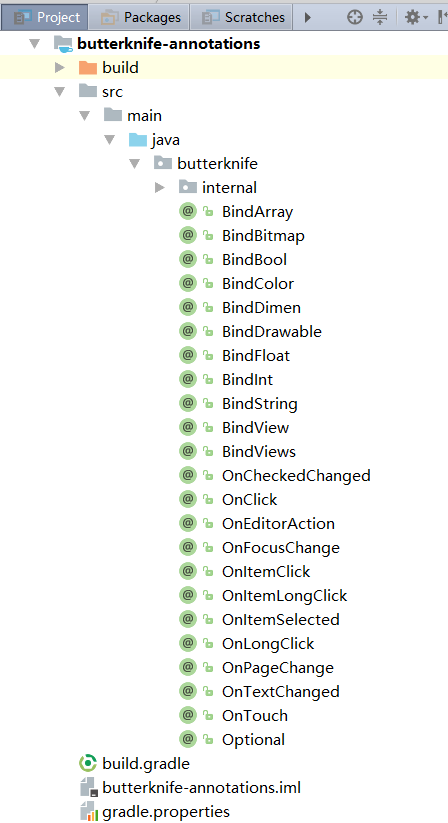 Project Packages Scratches
butterknife-annotations
build
src
main
java
butterknife
internal
@ BindArray
@ BindBitmap
@ BindBool
@ BindColor
@ BindDimen
@ BindDrawable
@ BindFloat
@ BindInt
@ BindString
@ BindView
@ BindViews
@ OnCheckedChanged
@ OnClick
@ OnEditorAction
@ OnFocusChange
@ OnItemClick
@ OnItemLongClick
@ OnItemSelected
@ OnLongClick
@ OnPageChange
@ OnTextChanged
@ OnTouch
@ Optional
build.gradle
butterknife-annotations.iml
gradle.properties